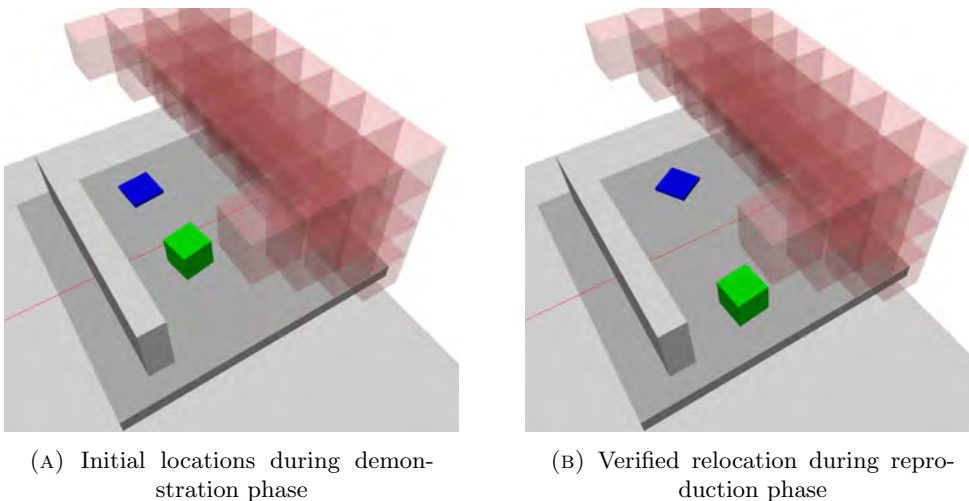 (A) Initial locations during demon-
stration phase
(B) Verified relocation during repro-
duction phase